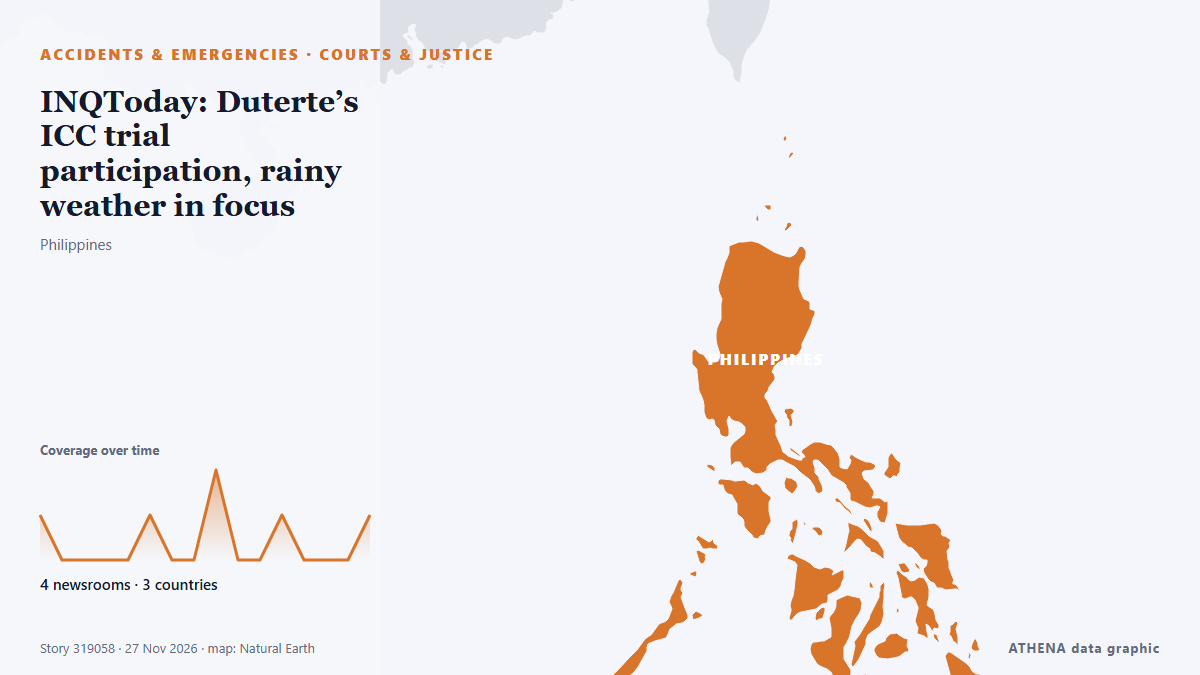 ACCIDENTS & EMERGENCIES · COURTS & JUSTICE
INQToday: Duterte’s
ICC trial
participation, rainy
weather in focus
Philippines
PHILIPPINES
Coverage over time
4 newsrooms · 3 countries
Story 319058 · 27 Nov 2026 · map: Natural Earth
ATHENA data graphic